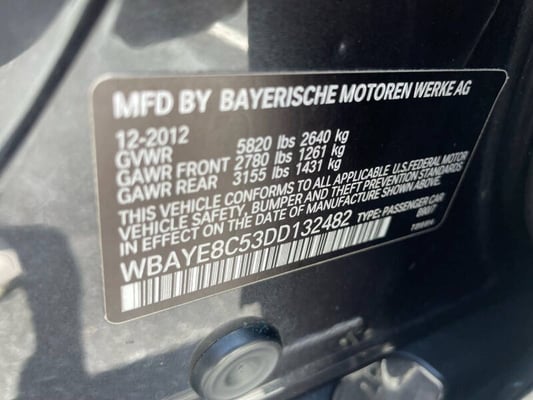 MFD BY BAYERISCHE MOTOREN WERKE AG
12-2012
GVWR 5820 lbs 2640 kg
GAWR FRONT 2780 lbs 1261 kg
GAWR REAR 3155 lbs 1431 kg
THIS VEHICLE CONFORMS TO ALL APPLICABLE U.S. FEDERAL MOTOR
VEHICLE SAFETY, BUMPER AND THEFT PREVENTION STANDARDS
IN EFFECT ON THE DATE OF MANUFACTURE SHOWN ABOVE.
WBAYE8C53DD132482 TYPE: PASSENGER CAR